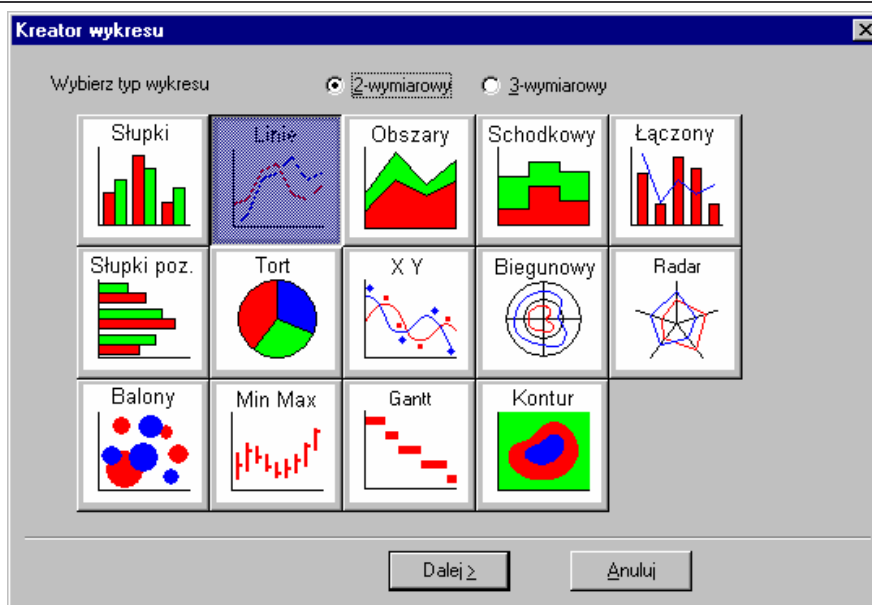 Kreator wykresu
Wybierz typ wykresu 2-wymiarowy 3-wymiarowy
Słupki Linie Obszary Schodkowy Łączony
Słupki poz. Tort X Y Biegunowy Radar
Balony Min Max Gantt Kontur
Dalej > Anuluj